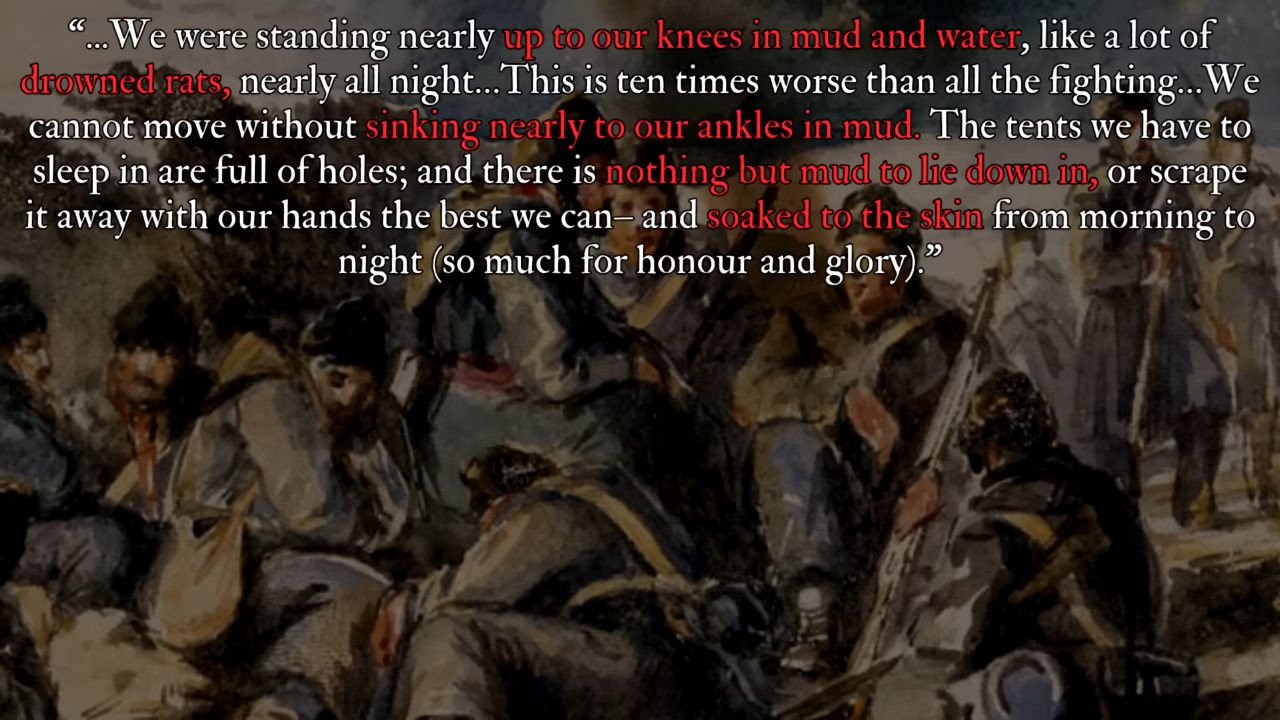 “...We were standing nearly up to our knees in mud and water, like a lot of
drowned rats, nearly all night...This is ten times worse than all the fighting...We
cannot move without sinking nearly to our ankles in mud. The tents we have to
sleep in are full of holes; and there is nothing but mud to lie down in, or scrape
it away with our hands the best we can– and soaked to the skin from morning to
night (so much for honour and glory).”